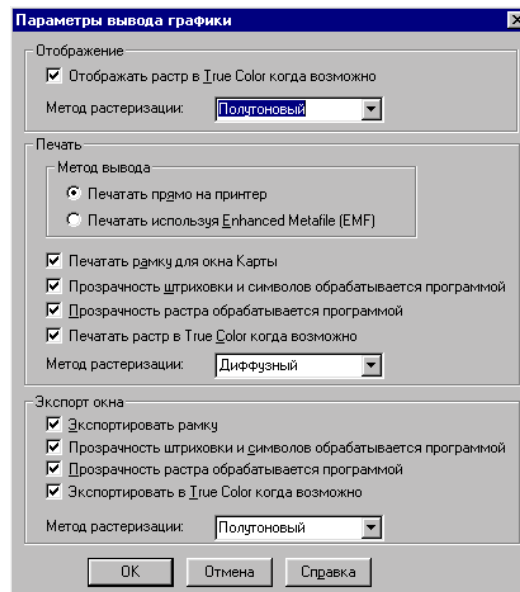 Параметры вывода графики
Отображение
Отображать растр в True Color когда возможно
Метод растеризации: Полутоновый
Печать
Метод вывода
Печатать прямо на принтер
Печатать используя Enhanced Metafile (EMF)
Печатать рамку для окна Карты
Прозрачность штриховки и символов обрабатывается программой
Прозрачность растра обрабатывается программой
Печатать растр в True Color когда возможно
Метод растеризации: Диффузный
Экспорт окна
Экспортировать рамку
Прозрачность штриховки и символов обрабатывается программой
Прозрачность растра обрабатывается программой
Экспортировать в True Color когда возможно
Метод растеризации: Полутоновый
OK Отмена Справка